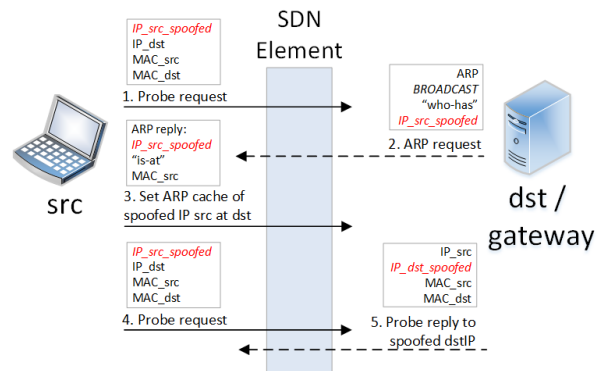 SDN
Element
IP_src_spoofed
IP_dst
MAC_src
MAC_dst
1. Probe request
ARP
BROADCAST
“who-has”
IP_src_spoofed
2. ARP request
ARP reply:
IP_src_spoofed
“is-at”
MAC_src
3. Set ARP cache of
spoofed IP src at dst
src
dst /
gateway
IP_src_spoofed
IP_dst
MAC_src
MAC_dst
4. Probe request
IP_src
IP_dst_spoofed
MAC_src
MAC_dst
5. Probe reply to
spoofed dstIP